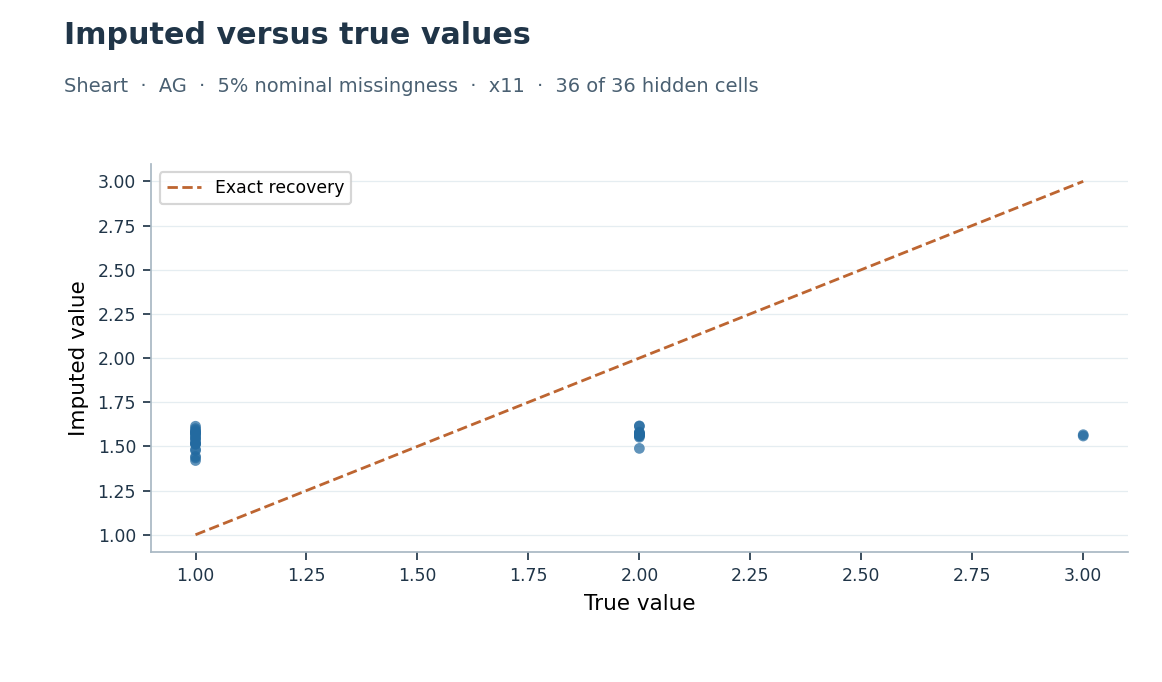 Imputed versus true values
Sheart · AG · 5% nominal missingness · x11 · 36 of 36 hidden cells
Exact recovery
3.00
2.75
2.50
2.25
2.00
1.75
1.50
1.25
1.00
Imputed value
1.00 1.25 1.50 1.75 2.00 2.25 2.50 2.75 3.00
True value